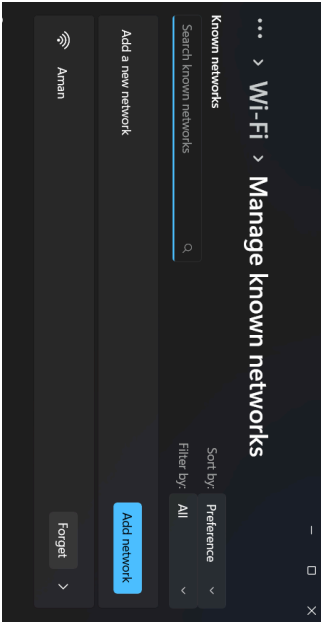 ... > Wi-Fi > Manage known networks
Known networks
Search known networks
Sort by: Preference
Filter by: All
Add a new network
Add network
Aman
Forget